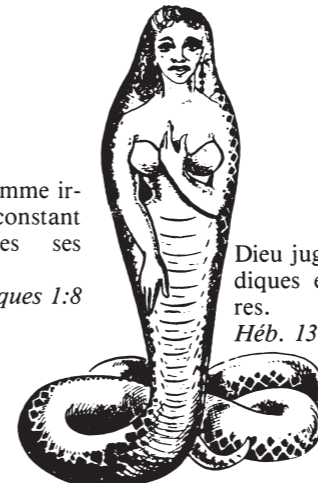 mme ir-
constant
es ses
ques 1:8
Dieu jug
diques e
res.
Héb. 13